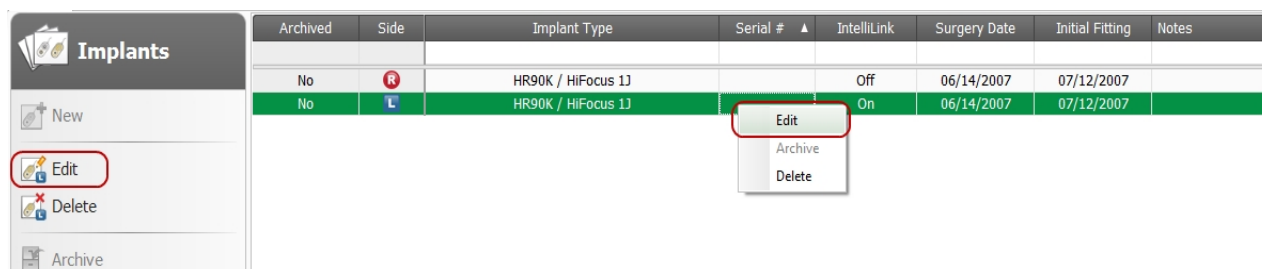 Implants
New
Edit
Delete
Archive
Archived Side Implant Type Serial # ▲ IntelliLink Surgery Date Initial Fitting Notes
No R HR90K / HiFocus 1J Off 06/14/2007 07/12/2007
No L HR90K / HiFocus 1J On 06/14/2007 07/12/2007
Edit
Archive
Delete